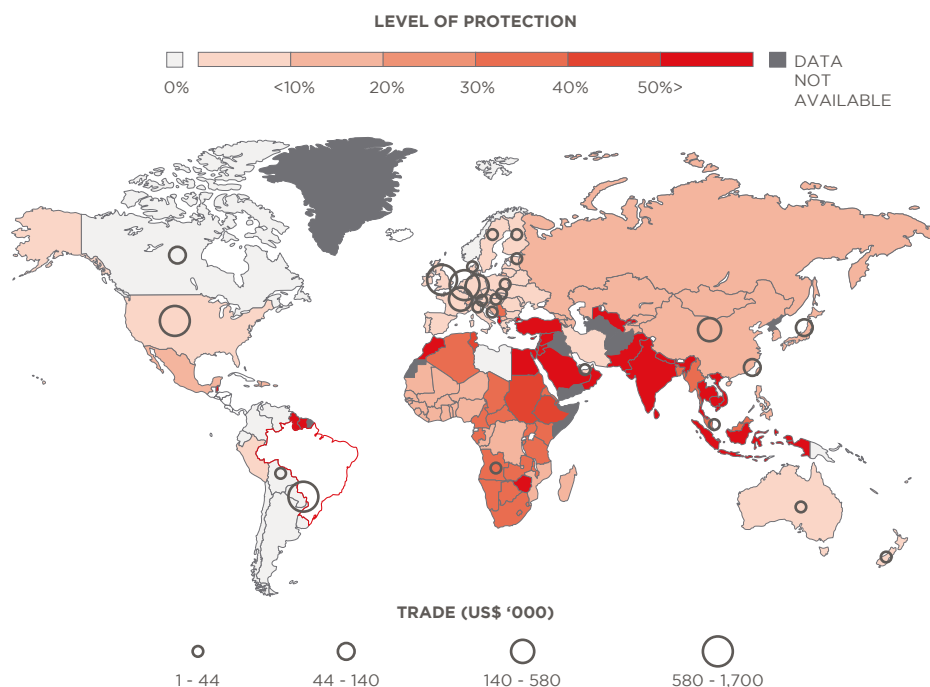 LEVEL OF PROTECTION
0% <10% 20% 30% 40% 50%>
DATA
NOT
AVAILABLE
TRADE (US$ ‘000)
1 - 44 44 - 140 140 - 580 580 - 1,700